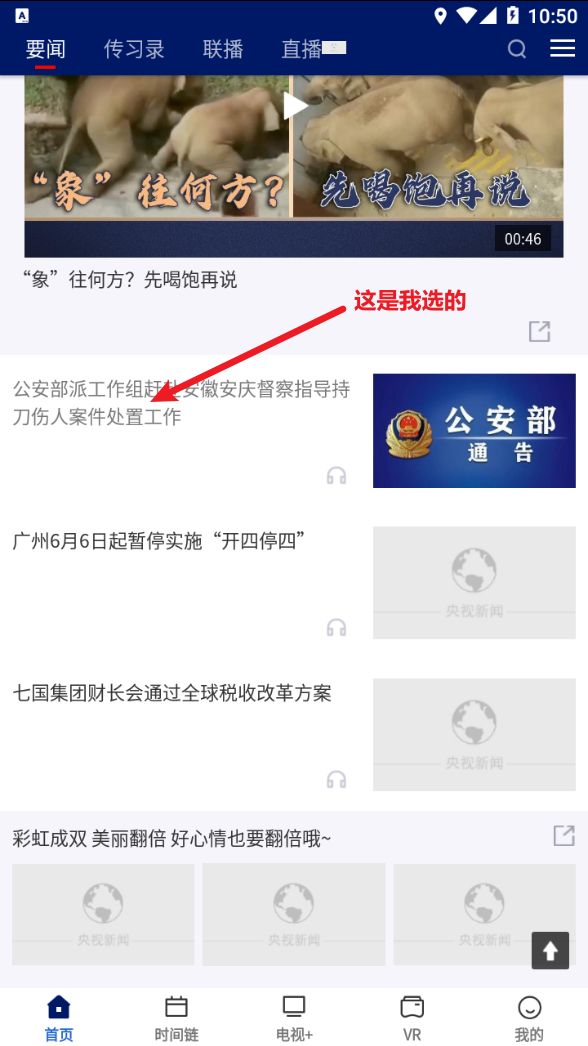 A
10:50
要闻 传习录 联播 直播
“象”往何方？ 先喝饱再说
00:46
“象”往何方？先喝饱再说
这是我选的
公安部派工作组赶赴安徽安庆督察指导持
刀伤人案件处置工作
公安部
通告
广州6月6日起暂停实施“开四停四”
央视新闻
七国集团财长会通过全球税收改革方案
央视新闻
彩虹成双 美丽翻倍 好心情也要翻倍哦~
央视新闻 央视新闻 央视新闻
首页 时间链 电视+ VR 我的